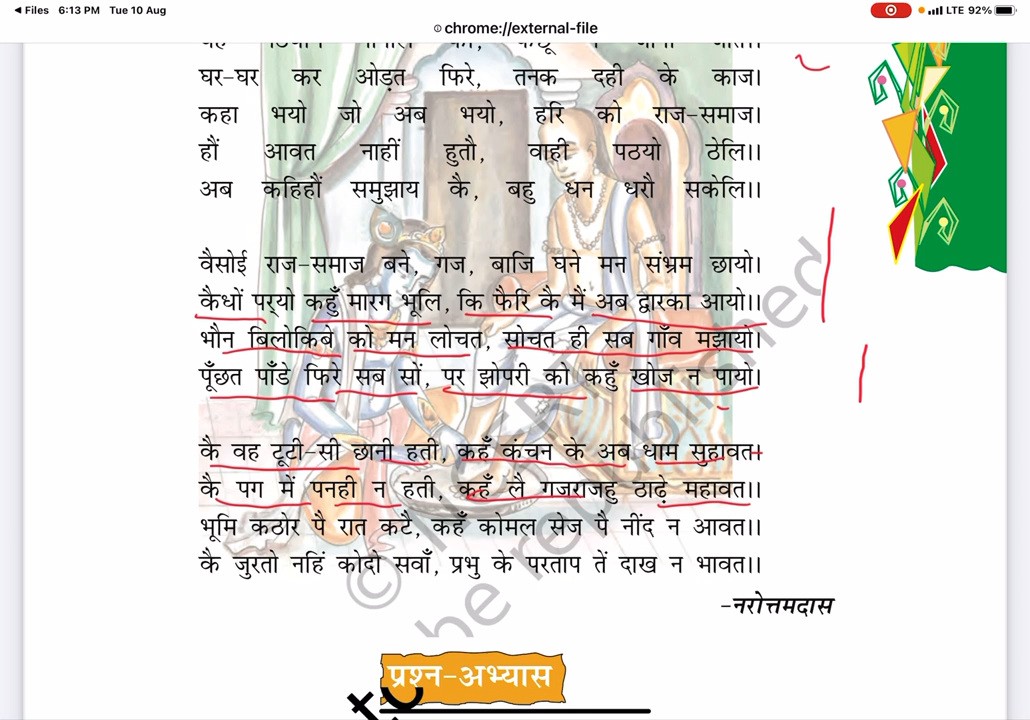 Files 6:13 PM Tue 10 Aug LTE 92%
chrome://external-file
घर-घर कर ओड़त फिरे, तनक दही के काज।
कहा भयो जो अब भयो, हरि को राज-समाज।
हौं आवत नाहीं हुतौ, वाही पठयो ठेलि।।
अब कहिहौं समुझाय कै, बहु धन धरौ सकेलि।।
वैसोई राज-समाज बने, गज, बाजि घने मन संभ्रम छायो।
कैधों पर्‌यो कहुँ मारग भूलि, कि फैरि कै मैं अब द्वारका आयो।।
भौन बिलोकिबे को मन लोचत, सोचत ही सब गाँव मझायो।
पूँछत पाँडे फिरे सब सों, पर झोपरी को कहुँ खोज न पायो।
कै वह टूटी-सी छानी हती, कहँ कंचन के अब धाम सुहावत
कै पग में पनही न हती, कहँ लै गजराजहु ठाढ़े महावत।।
भूमि कठोर पै रात कटै, कहँ कोमल सेज पै नींद न आवत।।
कै जुरतो नहिं कोदो सवाँ, प्रभु के परताप तें दाख न भावत।।
-नरोत्तमदास
प्रश्न-अभ्यास
©
be republished